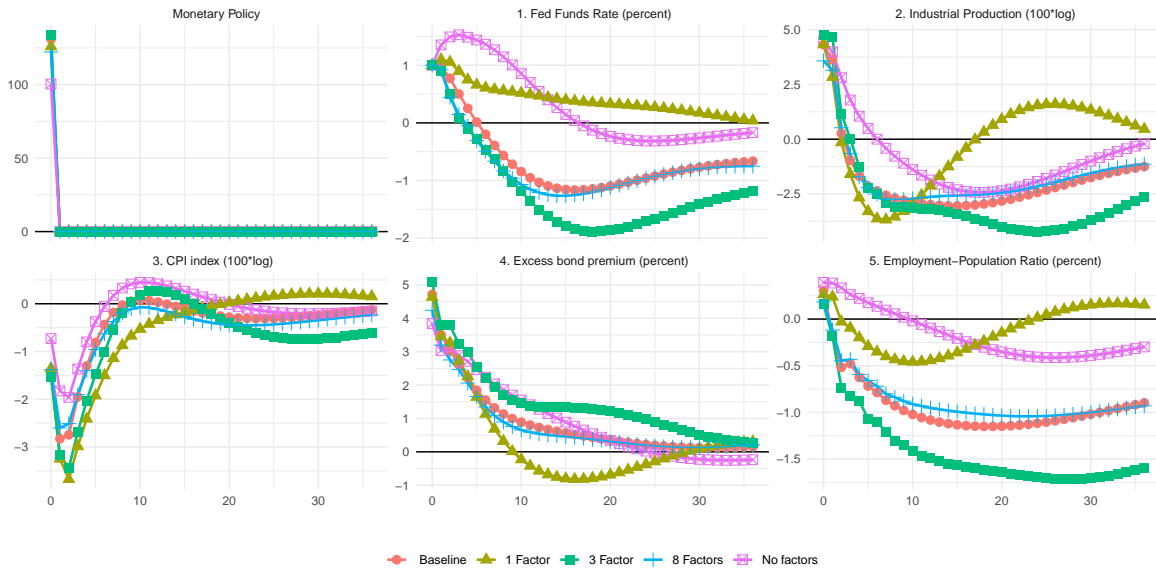 Monetary Policy
1. Fed Funds Rate (percent)
2. Industrial Production (100*log)
100
50
0
1
0
−1
−2
5.0
2.5
0.0
−2.5
3. CPI index (100*log)
4. Excess bond premium (percent)
5. Employment−Population Ratio (percent)
0
−1
−2
−3
5
4
3
2
1
0
−1
0.0
−0.5
−1.0
−1.5
0 10 20 30
0 10 20 30
0 10 20 30
Baseline 1 Factor 3 Factor 8 Factors No factors